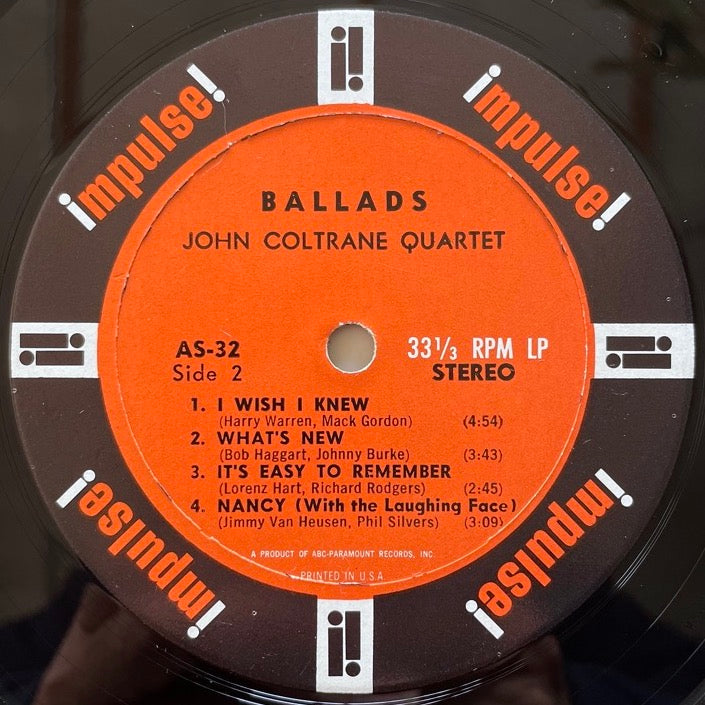 impulse!
impulse!
BALLADS
JOHN COLTRANE QUARTET
AS-32
Side 2
33 1/3 RPM LP
STEREO
1. I WISH I KNEW
(Harry Warren, Mack Gordon) (4:54)
2. WHAT'S NEW
(Bob Haggart, Johnny Burke) (3:43)
3. IT'S EASY TO REMEMBER
(Lorenz Hart, Richard Rodgers) (2:45)
4. NANCY (With the Laughing Face)
(Jimmy Van Heusen, Phil Silvers) (3:09)
A PRODUCT OF ABC-PARAMOUNT RECORDS, INC.
PRINTED IN U.S.A.
impulse!
impulse!